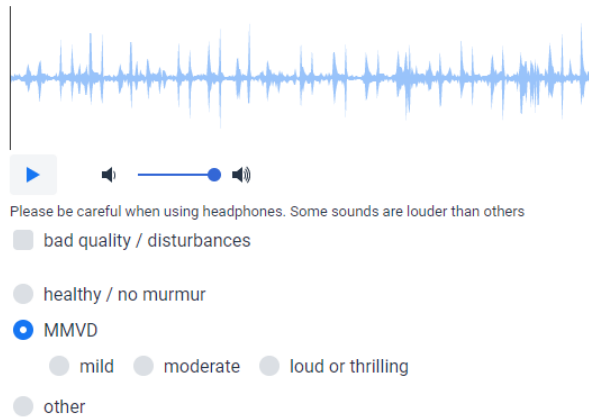 Please be careful when using headphones. Some sounds are louder than others
bad quality / disturbances
healthy / no murmur
MMVD
mild moderate loud or thrilling
other